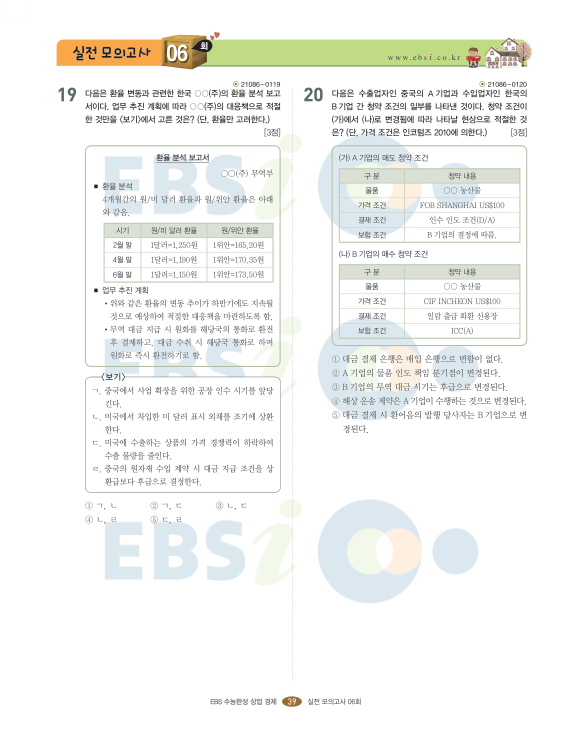 실전 모의고사 06 회
www.ebsi.co.kr
21086-0119
19 다음은 환율 변동과 관련한 한국 ○○(주)의 환율 분석 보고
서이다. 업무 추진 계획에 따라 ○○(주)의 대응책으로 적절
한 것만을 <보기>에서 고른 것은? (단, 환율만 고려한다.)
[3점]
환율 분석 보고서
○○(주) 무역부
■ 환율 분석
4개월간의 원/미 달러 환율과 원/위안 환율은 아래
와 같음.
시기 원/미 달러 환율 원/위안 환율
2월 말 1달러=1,250원 1위안=165.20원
4월 말 1달러=1,190원 1위안=170.35원
6월 말 1달러=1,150원 1위안=173.50원
■ 업무 추진 계획
• 위와 같은 환율의 변동 추이가 하반기에도 지속될
것으로 예상하여 적절한 대응책을 마련하도록 함.
• 무역 대금 지급 시 원화를 해당국의 통화로 환전
후 결제하고, 대금 수취 시 해당국 통화로 하며
원화로 즉시 환전하기로 함.
<보기>
ㄱ. 중국에서 사업 확장을 위한 공장 인수 시기를 앞당
긴다.
ㄴ. 미국에서 차입한 미 달러 표시 외채를 조기에 상환
한다.
ㄷ. 미국에 수출하는 상품의 가격 경쟁력이 하락하여
수출 물량을 줄인다.
ㄹ. 중국의 원자재 수입 계약 시 대금 지급 조건을 상
환급보다 후급으로 결정한다.
① ㄱ, ㄴ ② ㄱ, ㄷ ③ ㄴ, ㄷ
④ ㄴ, ㄹ ⑤ ㄷ, ㄹ
21086-0120
20 다음은 수출업자인 중국의 A 기업과 수입업자인 한국의
B 기업 간 청약 조건의 일부를 나타낸 것이다. 청약 조건이
(가)에서 (나)로 변경됨에 따라 나타날 현상으로 적절한 것
은? (단, 가격 조건은 인코텀즈 2010에 의한다.) [3점]
(가) A 기업의 매도 청약 조건
구 분 청약 내용
물품 ○○ 농산물
가격 조건 FOB SHANGHAI US$100
결제 조건 인수 인도 조건(D/A)
보험 조건 B 기업의 결정에 따름.
(나) B 기업의 매수 청약 조건
구 분 청약 내용
물품 ○○ 농산물
가격 조건 CIF INCHEON US$100
결제 조건 일람 출급 화환 신용장
보험 조건 ICC(A)
① 대금 결제 은행은 매입 은행으로 변함이 없다.
② A 기업의 물품 인도 책임 분기점이 변경된다.
③ B 기업의 무역 대금 시기는 후급으로 변경된다.
④ 해상 운송 계약은 A 기업이 수행하는 것으로 변경된다.
⑤ 대금 결제 시 환어음의 발행 당사자는 B 기업으로 변
경된다.
EBS 수능완성 상업 경제 39 실전 모의고사 06회